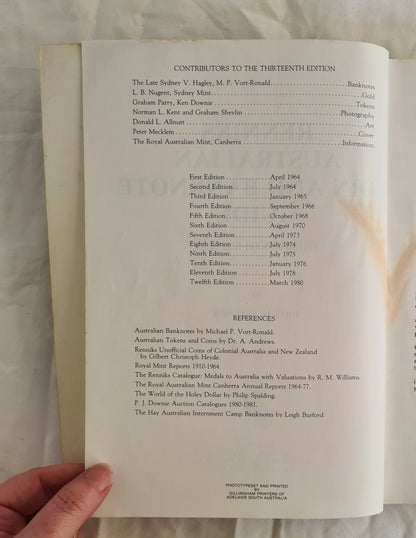 CONTRIBUTORS TO THE THIRTEENTH EDITION
The Late Sydney V. Hagley, M. P. Vort-Ronald....................Banknotes
L. B. Nugent, Sydney Mint....................Gold
Graham Parry, Ken Downie....................Tokens
Norman L. Kent and Graham Shevlin....................Photography
Donald L. Allnutt....................Art
Peter Mecklem....................Cover
The Royal Australian Mint, Canberra....................Information
First Edition..........April 1964
Second Edition..........July 1964
Third Edition..........January 1965
Fourth Edition..........September 1966
Fifth Edition..........October 1968
Sixth Edition..........August 1970
Seventh Edition..........April 1973
Eighth Edition..........July 1974
Ninth Edition..........July 1975
Tenth Edition..........January 1976
Eleventh Edition..........July 1978
Twelfth Edition..........March 1980
REFERENCES
Australian Banknotes by Michael P. Vort-Ronald.
Australian Tokens and Coins by Dr. A. Andrews.
Renniks Unofficial Coins of Colonial Australia and New Zealand
by Gilbert Christoph Heyde.
Royal Mint Reports 1910-1964.
The Renniks Catalogue: Medals to Australia with Valuations by R. M. Williams.
The Royal Australian Mint Canberra Annual Reports 1964-77.
The World of the Holey Dollar by Philip Spalding.
P. J. Downie Auction Catalogues 1980-1981.
The Hay Australian Internment Camp Banknotes by Leigh Burford
PHOTOTYPESET AND PRINTED
BY
GILLINGHAM PRINTERS OF
ADELAIDE SOUTH AUSTRALIA